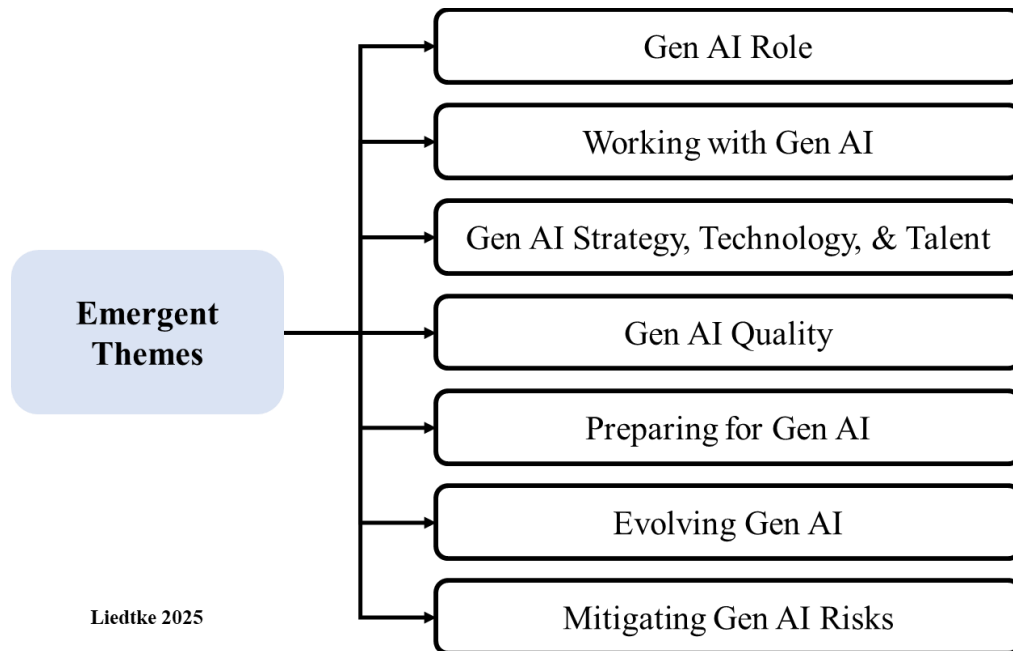 Gen AI Role
Working with Gen AI
Gen AI Strategy, Technology, & Talent
Emergent
Themes
Gen AI Quality
Preparing for Gen AI
Evolving Gen AI
Mitigating Gen AI Risks
Liedtke 2025